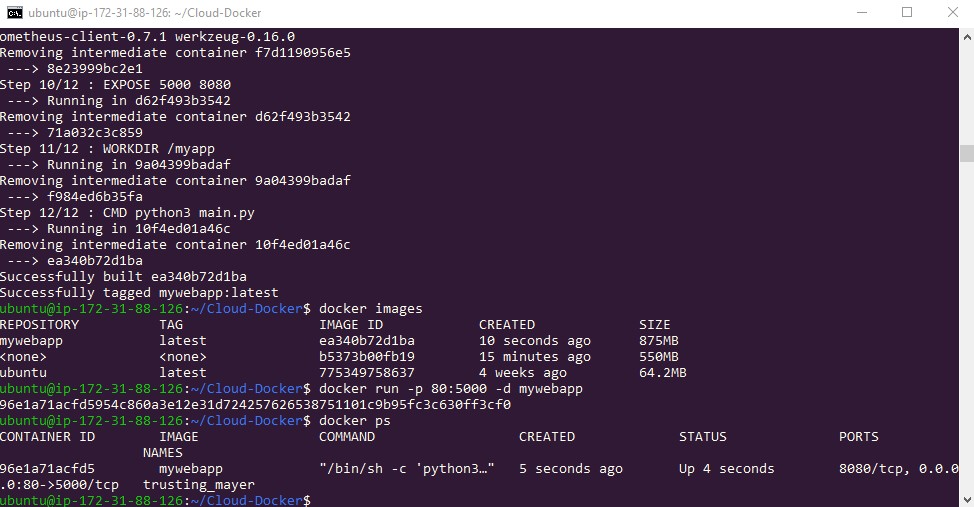 ubuntu@ip-172-31-88-126: ~/Cloud-Docker
ometheus-client-0.7.1 werkzeug-0.16.0
Removing intermediate container f7d1190956e5
 ---> 8e23999bc2e1
Step 10/12 : EXPOSE 5000 8080
 ---> Running in d62f493b3542
Removing intermediate container d62f493b3542
 ---> 71a032c3c859
Step 11/12 : WORKDIR /myapp
 ---> Running in 9a04399badaf
Removing intermediate container 9a04399badaf
 ---> f984ed6b35fa
Step 12/12 : CMD python3 main.py
 ---> Running in 10f4ed01a46c
Removing intermediate container 10f4ed01a46c
 ---> ea340b72d1ba
Successfully built ea340b72d1ba
Successfully tagged mywebapp:latest
ubuntu@ip-172-31-88-126:~/Cloud-Docker$ docker images
REPOSITORY          TAG                 IMAGE ID            CREATED             SIZE
mywebapp            latest              ea340b72d1ba        10 seconds ago      875MB
<none>              <none>              b5373b00fb19        15 minutes ago      550MB
ubuntu              latest              775349758637        4 weeks ago         64.2MB
ubuntu@ip-172-31-88-126:~/Cloud-Docker$ docker run -p 80:5000 -d mywebapp
96e1a71acfd5954c860a3e12e31d724257626538751101c9b95fc3c630ff3cf0
ubuntu@ip-172-31-88-126:~/Cloud-Docker$ docker ps
CONTAINER ID        IMAGE               COMMAND                  CREATED             STATUS              PORTS
                  NAMES
96e1a71acfd5        mywebapp            "/bin/sh -c 'python3…"   5 seconds ago       Up 4 seconds        8080/tcp, 0.0.0
.0:80->5000/tcp   trusting_mayer
ubuntu@ip-172-31-88-126:~/Cloud-Docker$